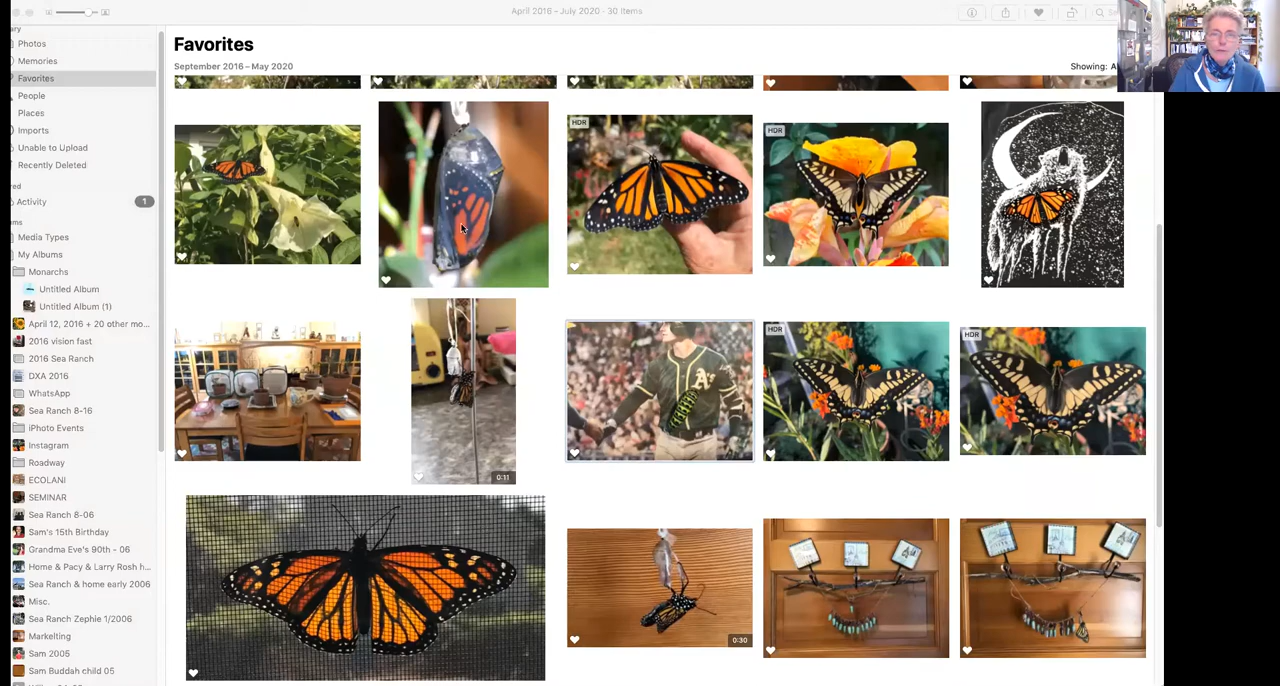 April 2016 – July 2020 · 30 Items
Favorites
September 2016 – May 2020
Showing:
ary
Photos
Memories
Favorites
People
Places
Imports
Unable to Upload
Recently Deleted
red
Activity
1
ms
Media Types
My Albums
Monarchs
Untitled Album
Untitled Album (1)
April 12, 2016 + 20 other mo...
2016 vision fast
2016 Sea Ranch
DXA 2016
WhatsApp
Sea Ranch 8-16
iPhoto Events
Instagram
Roadway
ECOLANI
SEMINAR
Sea Ranch 8-06
Sam's 15th Birthday
Grandma Eve's 90th - 06
Home & Pacy & Larry Rosh h...
Sea Ranch & home early 2006
Misc.
Sea Ranch Zephie 1/2006
Markelting
Sam 2005
Sam Buddah child 05
HDR
HDR
0:11
A's
HDR
HDR
0:30